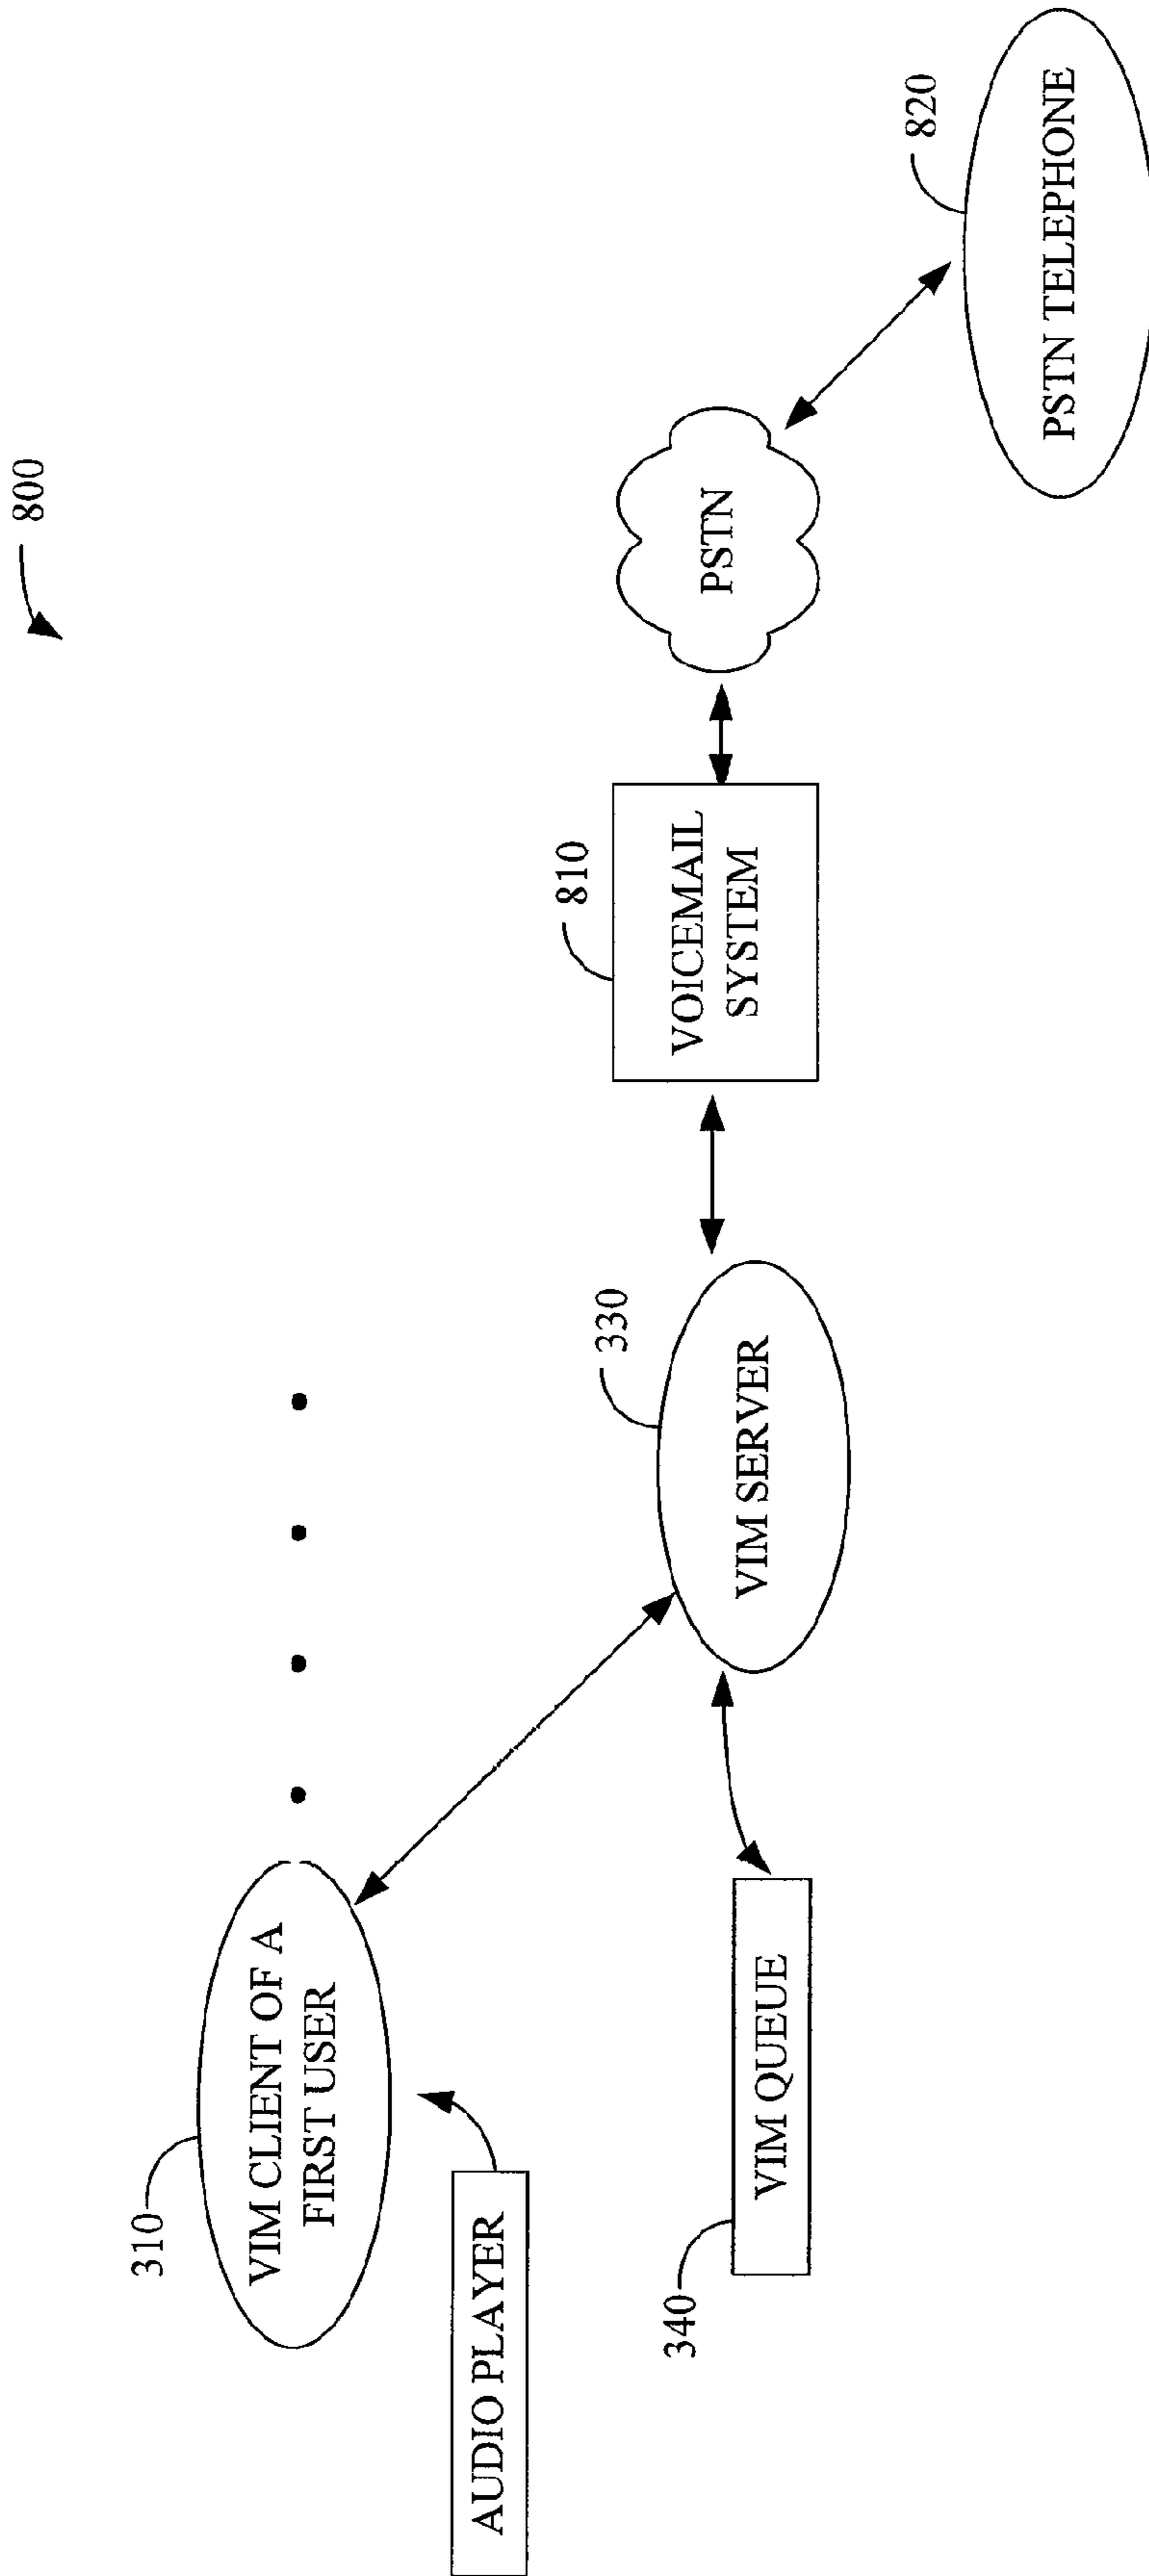 800
310
VIM CLIENT OF A
FIRST USER
AUDIO PLAYER
340
VIM QUEUE
330
VIM SERVER
810
VOICEMAIL
SYSTEM
PSTN
820
PSTN TELEPHONE